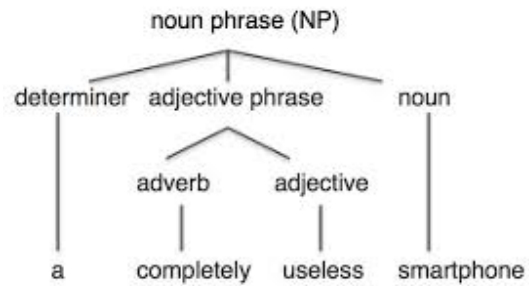 noun phrase (NP)
determiner adjective phrase noun
adverb adjective
a completely useless smartphone